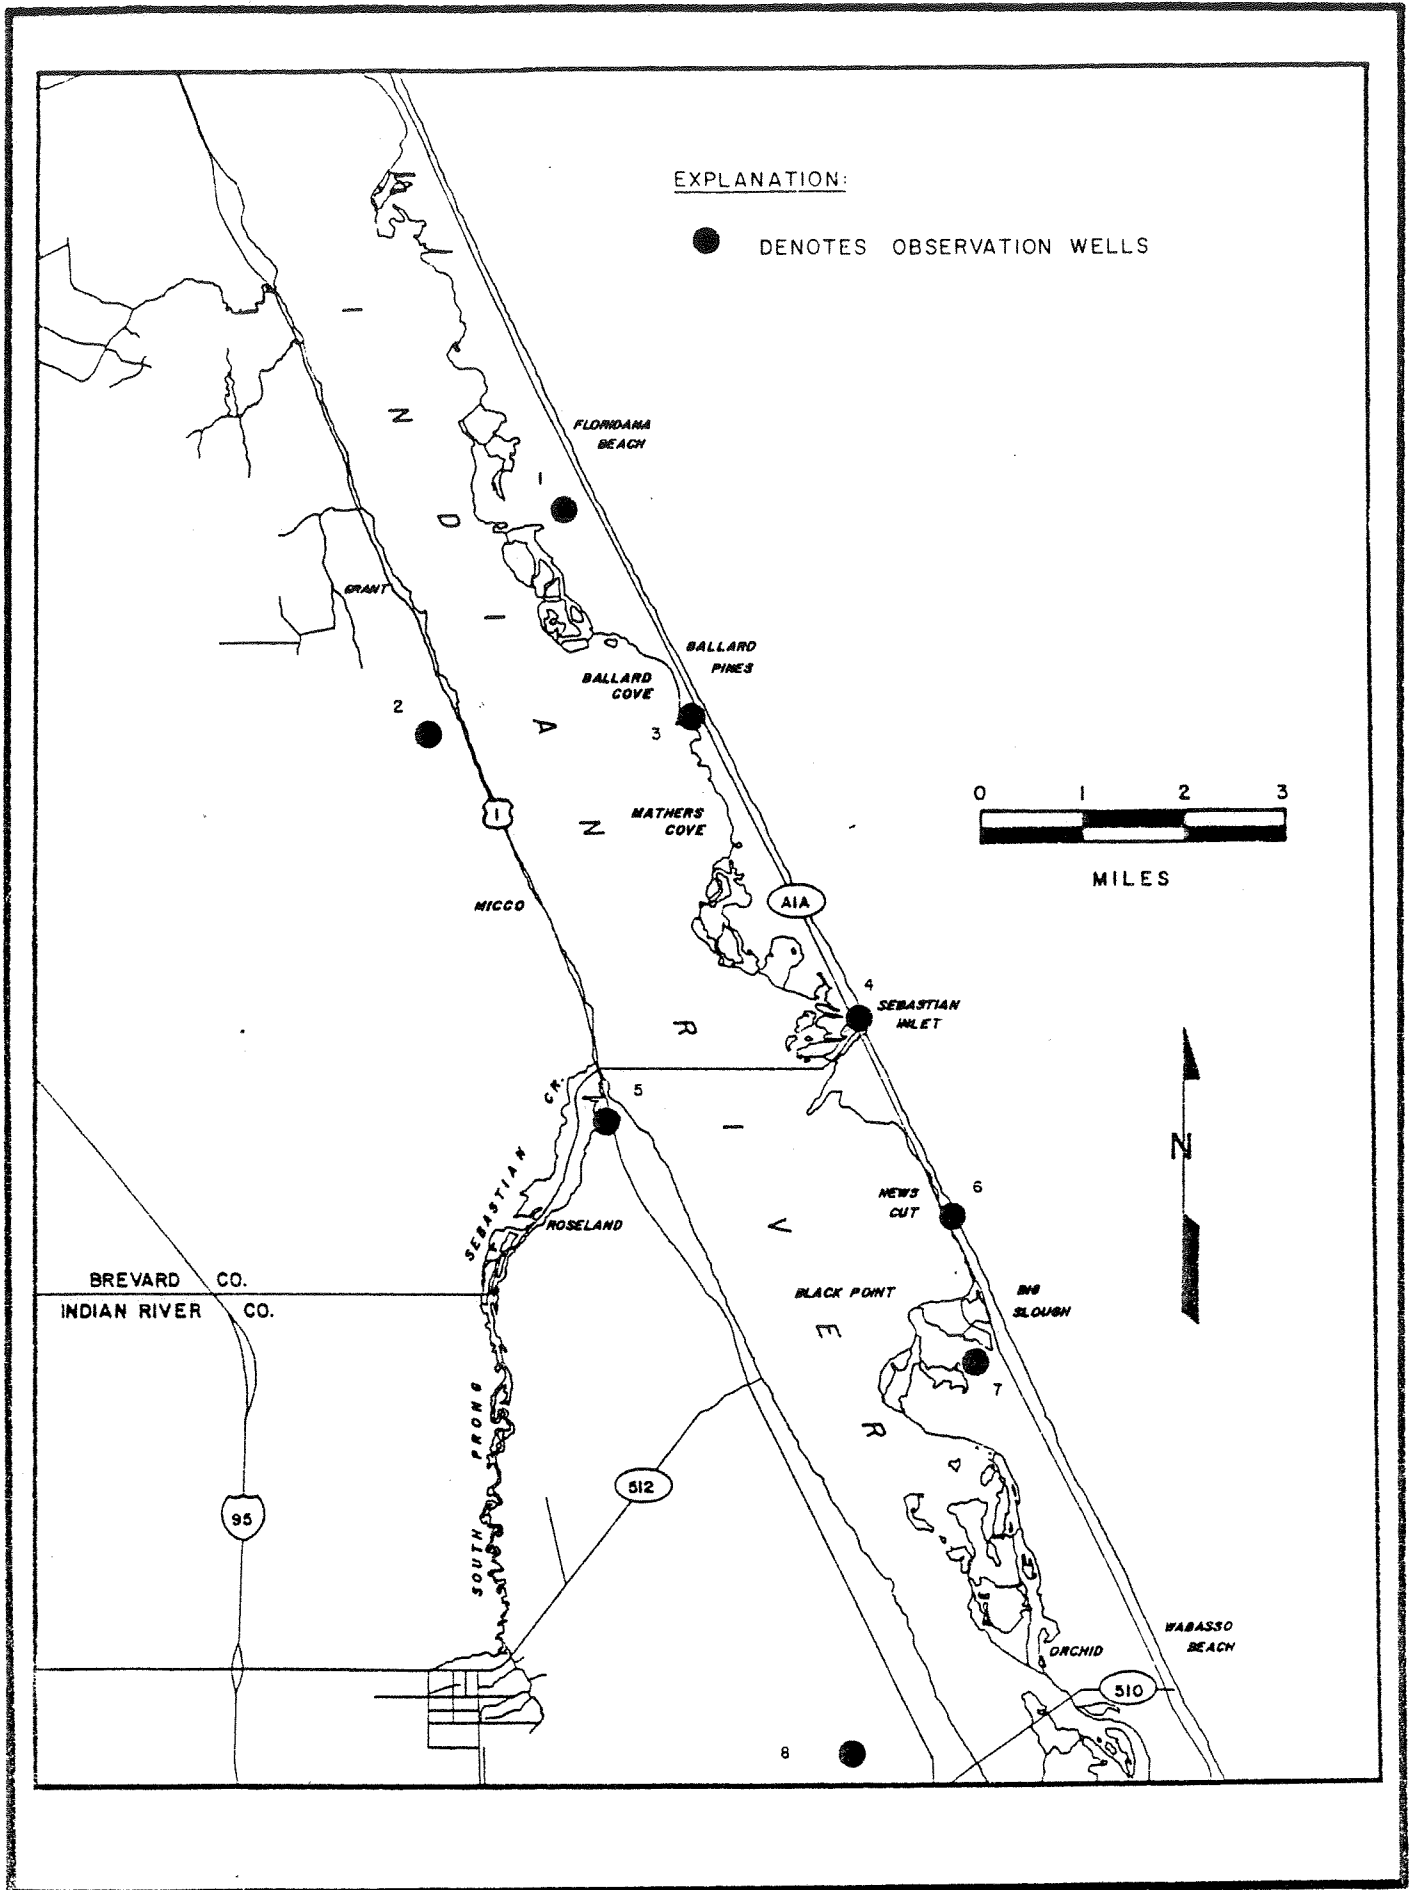 EXPLANATION:
DENOTES OBSERVATION WELLS
I
N
D
I
A
N
R
I
V
E
R
FLORIDANA
BEACH
1
GRANT
BALLARD
PINES
BALLARD
COVE
2
3
0 1 2 3
MILES
1
MATHERS
COVE
MICCO
A1A
4
SEBASTIAN
INLET
5
SEBASTIAN CR.
N
6
NEWS
CUT
ROSELAND
BREVARD CO.
INDIAN RIVER CO.
BLACK POINT
BIG
SLOUGH
7
SOUTH PRONG
512
95
WABASSO
BEACH
ORCHID
510
8